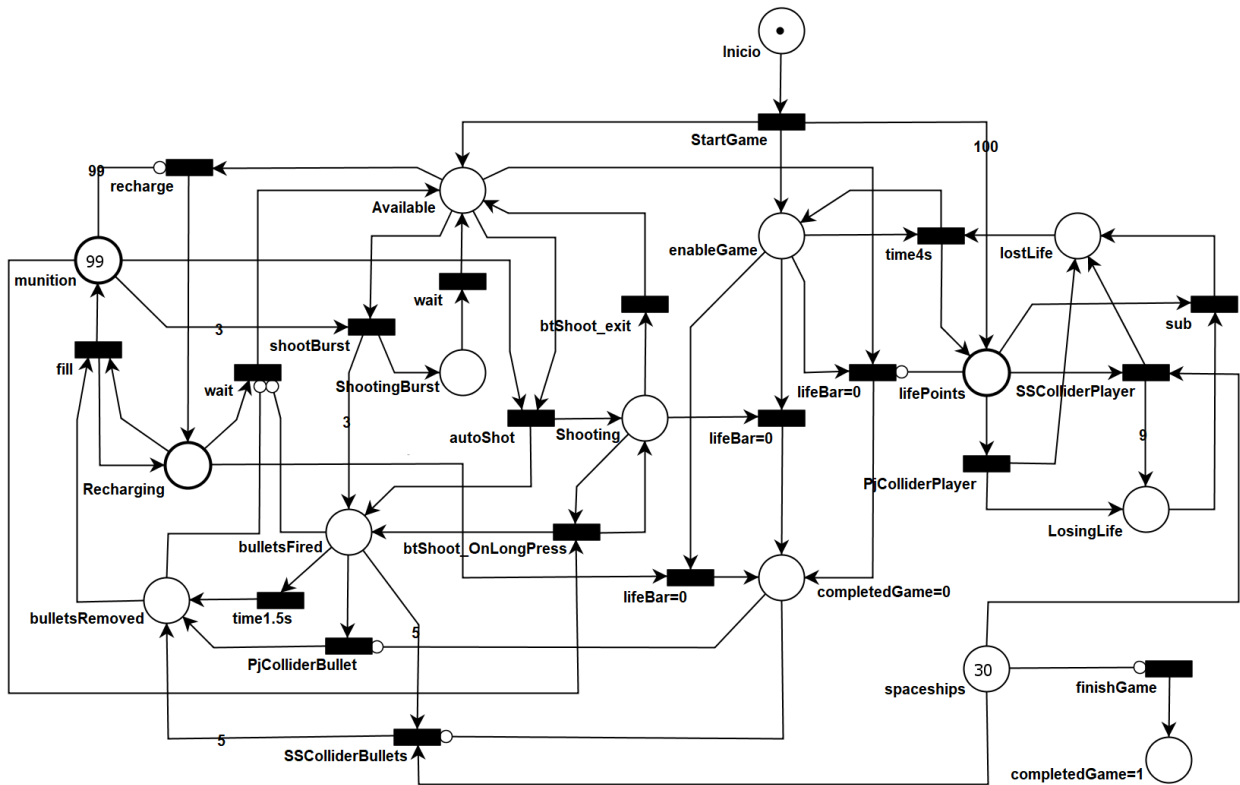 Inicio
StartGame
100
99
recharge
Available
enableGame
time4s
lostLife
99
munition
wait
btShoot_exit
sub
3
shootBurst
fill
wait
ShootingBurst
lifeBar=0
lifePoints
SSColliderPlayer
3
autoShot
Shooting
lifeBar=0
9
Recharging
PjColliderPlayer
LosingLife
bulletsFired
btShoot_OnLongPress
lifeBar=0
completedGame=0
bulletsRemoved
time1.5s
5
PjColliderBullet
30
spaceships
finishGame
5
SSColliderBullets
completedGame=1